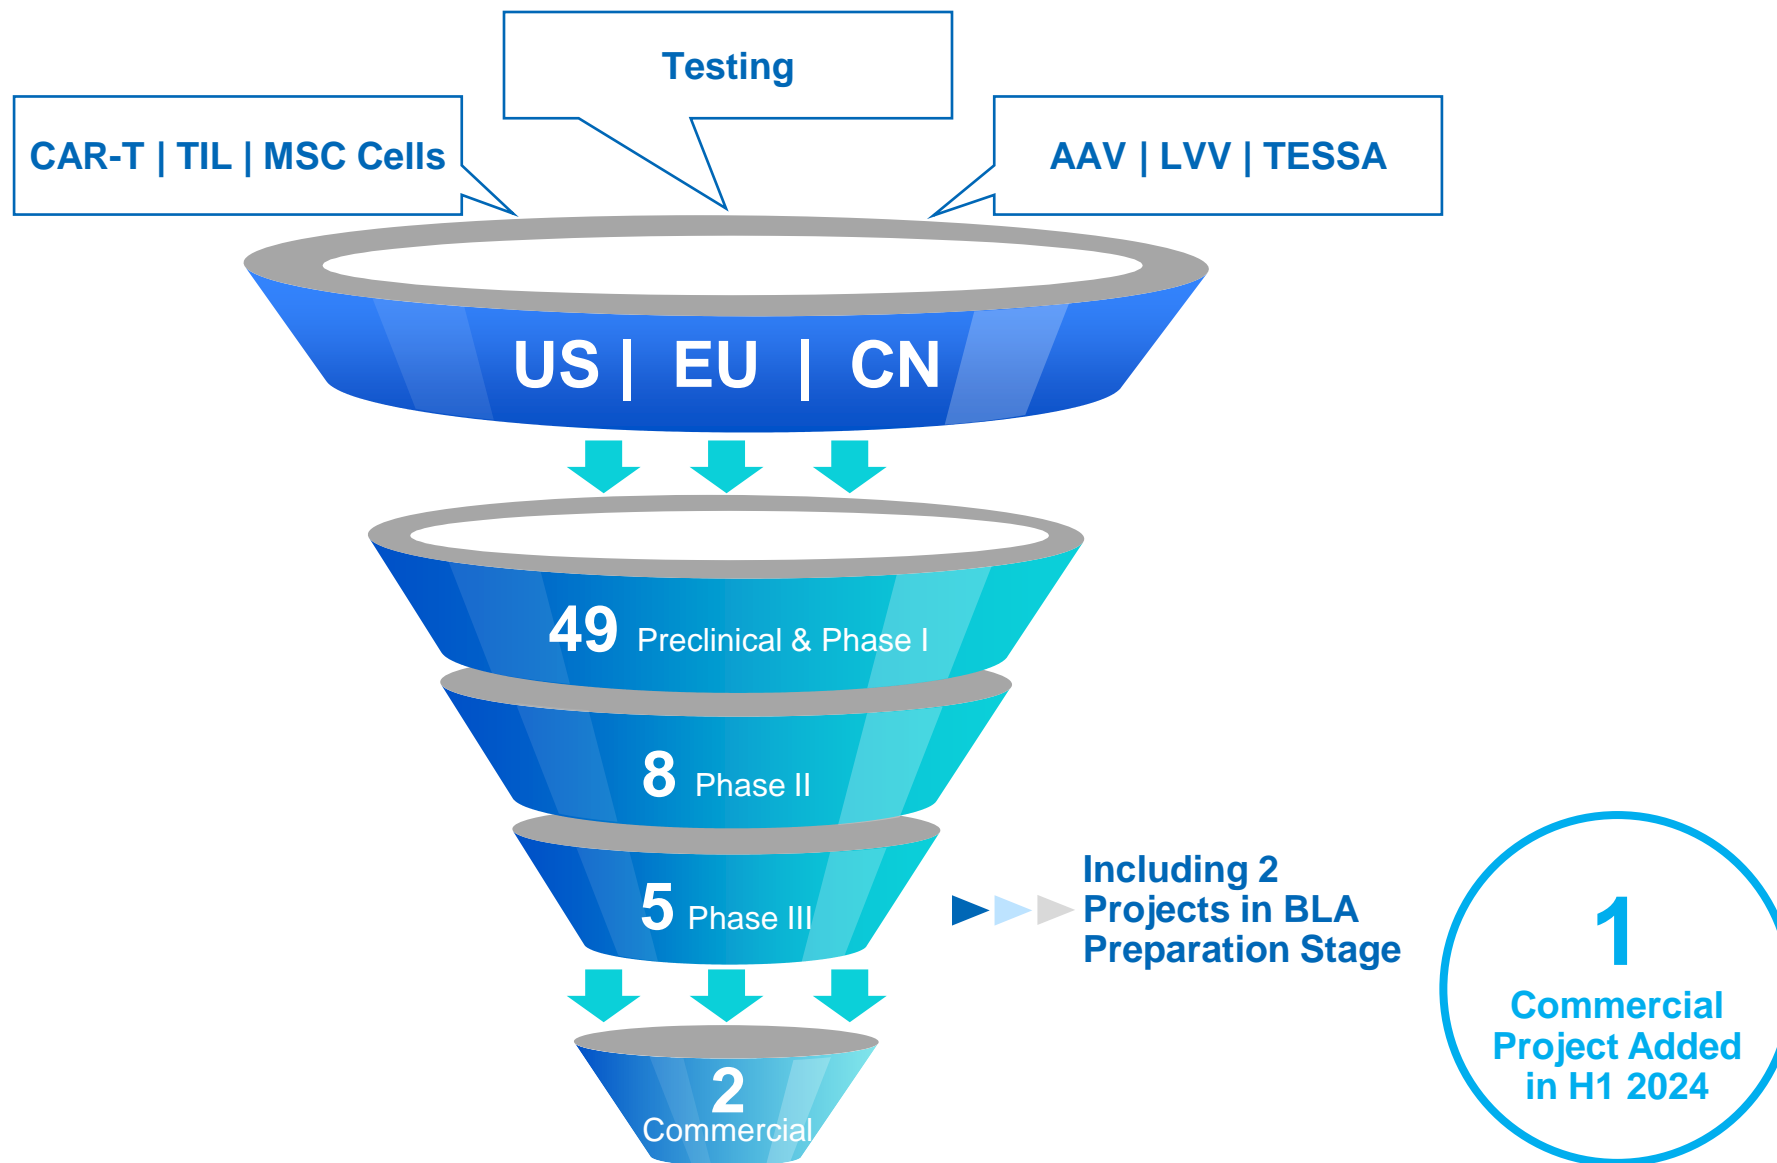 Testing
CAR-T | TIL | MSC Cells
AAV | LVV | TESSA
US | EU | CN
49 Preclinical & Phase I
8 Phase II
5 Phase III
Including 2
Projects in BLA
Preparation Stage
2
Commercial
1
Commercial
Project Added
in H1 2024